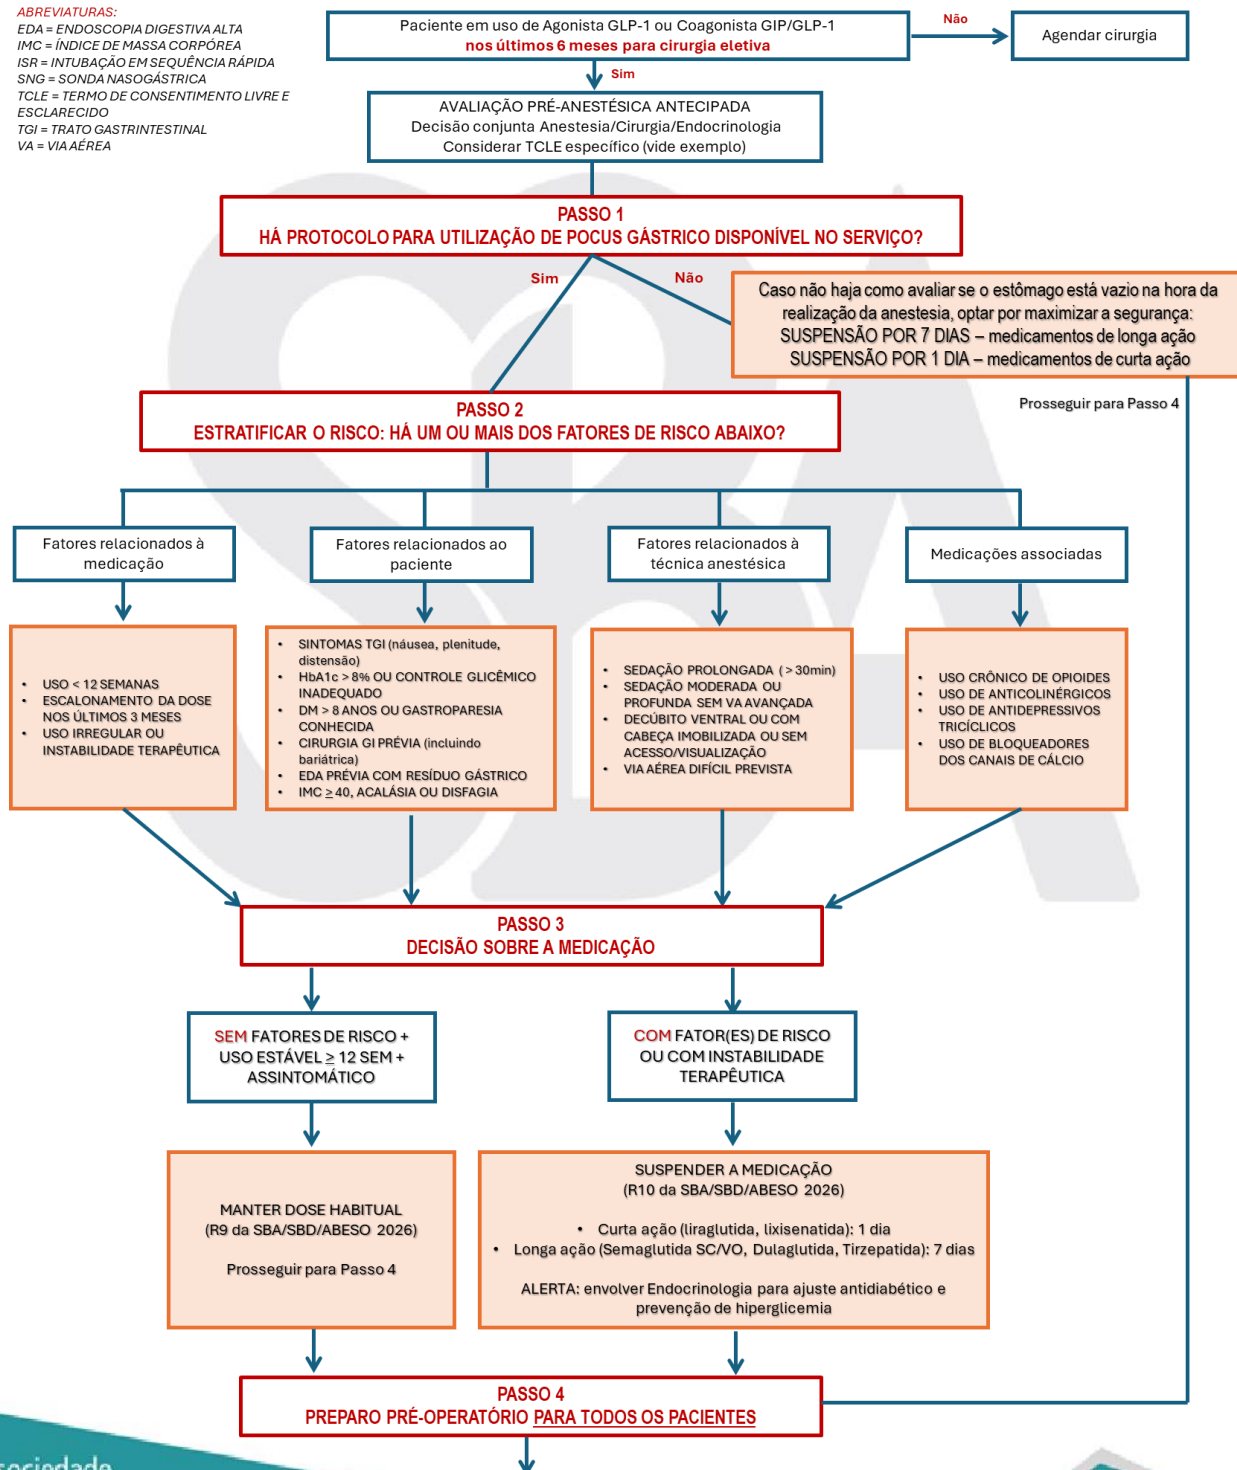 ABREVIATURAS:
EDA = ENDOSCOPIA DIGESTIVA ALTA
IMC = ÍNDICE DE MASSA CORPÓREA
ISR = INTUBAÇÃO EM SEQUÊNCIA RÁPIDA
SNG = SONDA NASOGÁSTRICA
TCLE = TERMO DE CONSENTIMENTO LIVRE E
ESCLARECIDO
TGI = TRATO GASTRINTESTINAL
VA = VIA AÉREA
Paciente em uso de Agonista GLP-1 ou Coagonista GIP/GLP-1
nos últimos 6 meses para cirurgia eletiva
Não
Agendar cirurgia
Sim
AVALIAÇÃO PRÉ-ANESTÉSICA ANTECIPADA
Decisão conjunta Anestesia/Cirurgia/Endocrinologia
Considerar TCLE específico (vide exemplo)
PASSO 1
HÁ PROTOCOLO PARA UTILIZAÇÃO DE POCUS GÁSTRICO DISPONÍVEL NO SERVIÇO?
Sim
Não
Caso não haja como avaliar se o estômago está vazio na hora da
realização da anestesia, optar por maximizar a segurança:
SUSPENSÃO POR 7 DIAS – medicamentos de longa ação
SUSPENSÃO POR 1 DIA – medicamentos de curta ação
Prosseguir para Passo 4
PASSO 2
ESTRATIFICAR O RISCO: HÁ UM OU MAIS DOS FATORES DE RISCO ABAIXO?
Fatores relacionados à
medicação
Fatores relacionados ao
paciente
Fatores relacionados à
técnica anestésica
Medicações associadas
• USO < 12 SEMANAS
• ESCALONAMENTO DA DOSE
NOS ÚLTIMOS 3 MESES
• USO IRREGULAR OU
INSTABILIDADE TERAPÊUTICA
• SINTOMAS TGI (náusea, plenitude,
distensão)
• HbA1c > 8% OU CONTROLE GLICÊMICO
INADEQUADO
• DM > 8 ANOS OU GASTROPARESIA
CONHECIDA
• CIRURGIA GI PRÉVIA (incluindo
bariátrica)
• EDA PRÉVIA COM RESÍDUO GÁSTRICO
• IMC ≥ 40, ACALÁSIA OU DISFAGIA
• SEDAÇÃO PROLONGADA ( > 30min)
• SEDAÇÃO MODERADA OU
PROFUNDA SEM VA AVANÇADA
• DECÚBITO VENTRAL OU COM
CABEÇA IMOBILIZADA OU SEM
ACESSO/VISUALIZAÇÃO
• VIA AÉREA DIFÍCIL PREVISTA
• USO CRÔNICO DE OPIOIDES
• USO DE ANTICOLINÉRGICOS
• USO DE ANTIDEPRESSIVOS
TRICÍCLICOS
• USO DE BLOQUEADORES
DOS CANAIS DE CÁLCIO
PASSO 3
DECISÃO SOBRE A MEDICAÇÃO
SEM FATORES DE RISCO +
USO ESTÁVEL ≥ 12 SEM +
ASSINTOMÁTICO
COM FATOR(ES) DE RISCO
OU COM INSTABILIDADE
TERAPÊUTICA
MANTER DOSE HABITUAL
(R9 da SBA/SBD/ABESO 2026)
Prosseguir para Passo 4
SUSPENDER A MEDICAÇÃO
(R10 da SBA/SBD/ABESO 2026)
• Curta ação (liraglutida, lixisenatida): 1 dia
• Longa ação (Semaglutida SC/VO, Dulaglutida, Tirzepatida): 7 dias
ALERTA: envolver Endocrinologia para ajuste antidiabético e
prevenção de hiperglicemia
PASSO 4
PREPARO PRÉ-OPERATÓRIO PARA TODOS OS PACIENTES
sociedade